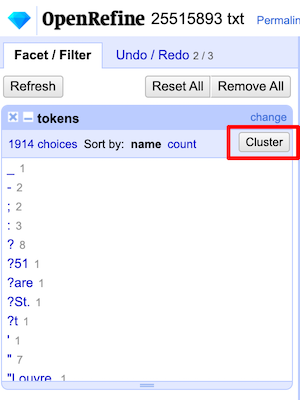 OpenRefine 25515893 txt Permalin
Facet / Filter Undo / Redo 2 / 3
Refresh Reset All Remove All
tokens change
1914 choices Sort by: name count Cluster
_ 1
- 2
; 2
: 3
? 8
?51 1
?are 1
?St. 1
?t 1
' 1
" 7
"Louvre. 1